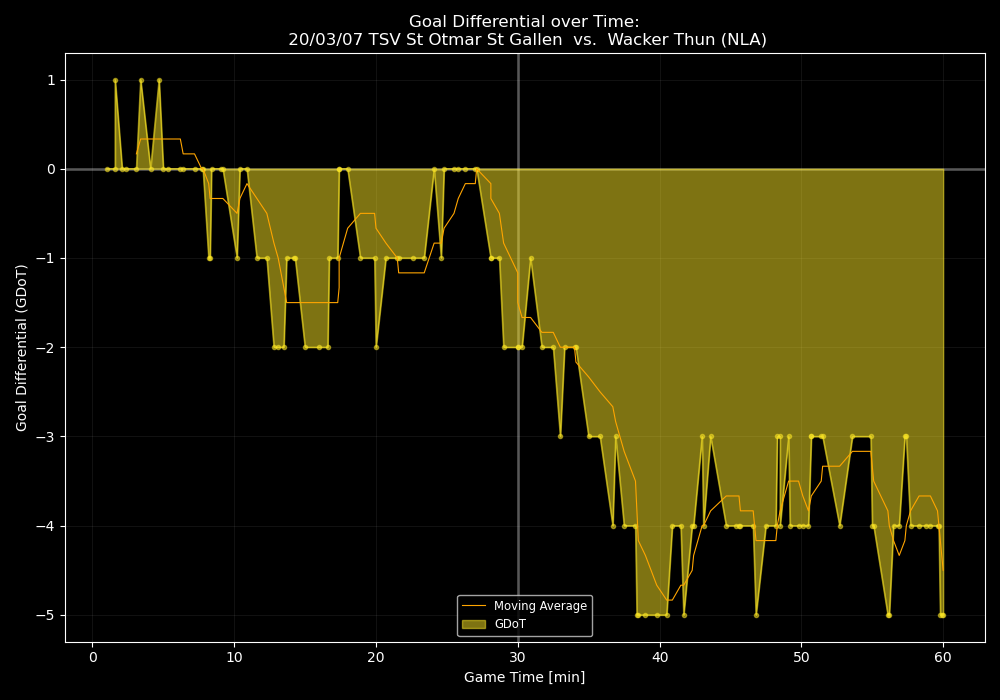 Goal Differential over Time:
20/03/07 TSV St Otmar St Gallen  vs.  Wacker Thun (NLA)
Goal Differential (GDoT)
1
0
−1
−2
−3
−4
−5
Moving Average
GDoT
0
10
20
30
40
50
60
Game Time [min]